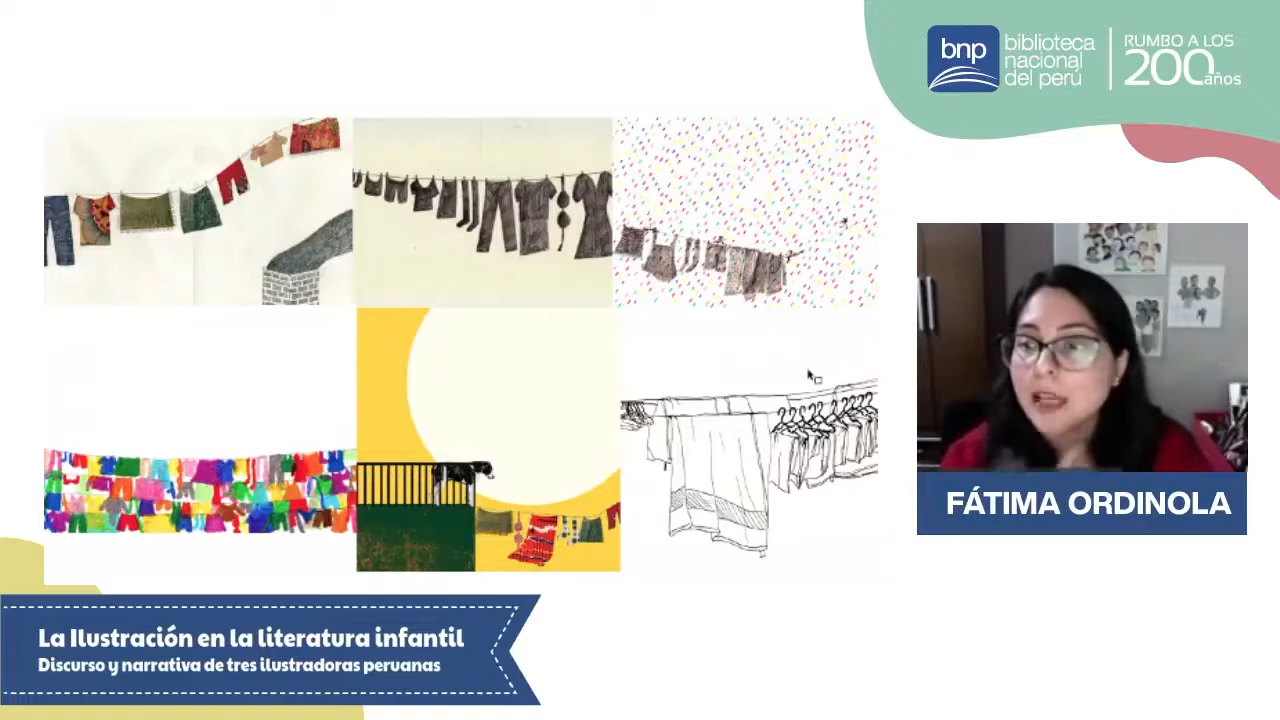 bnp
biblioteca
nacional
del perú
RUMBO A LOS
200 años
FÁTIMA ORDINOLA
La Ilustración en la literatura infantil
Discurso y narrativa de tres ilustradoras peruanas